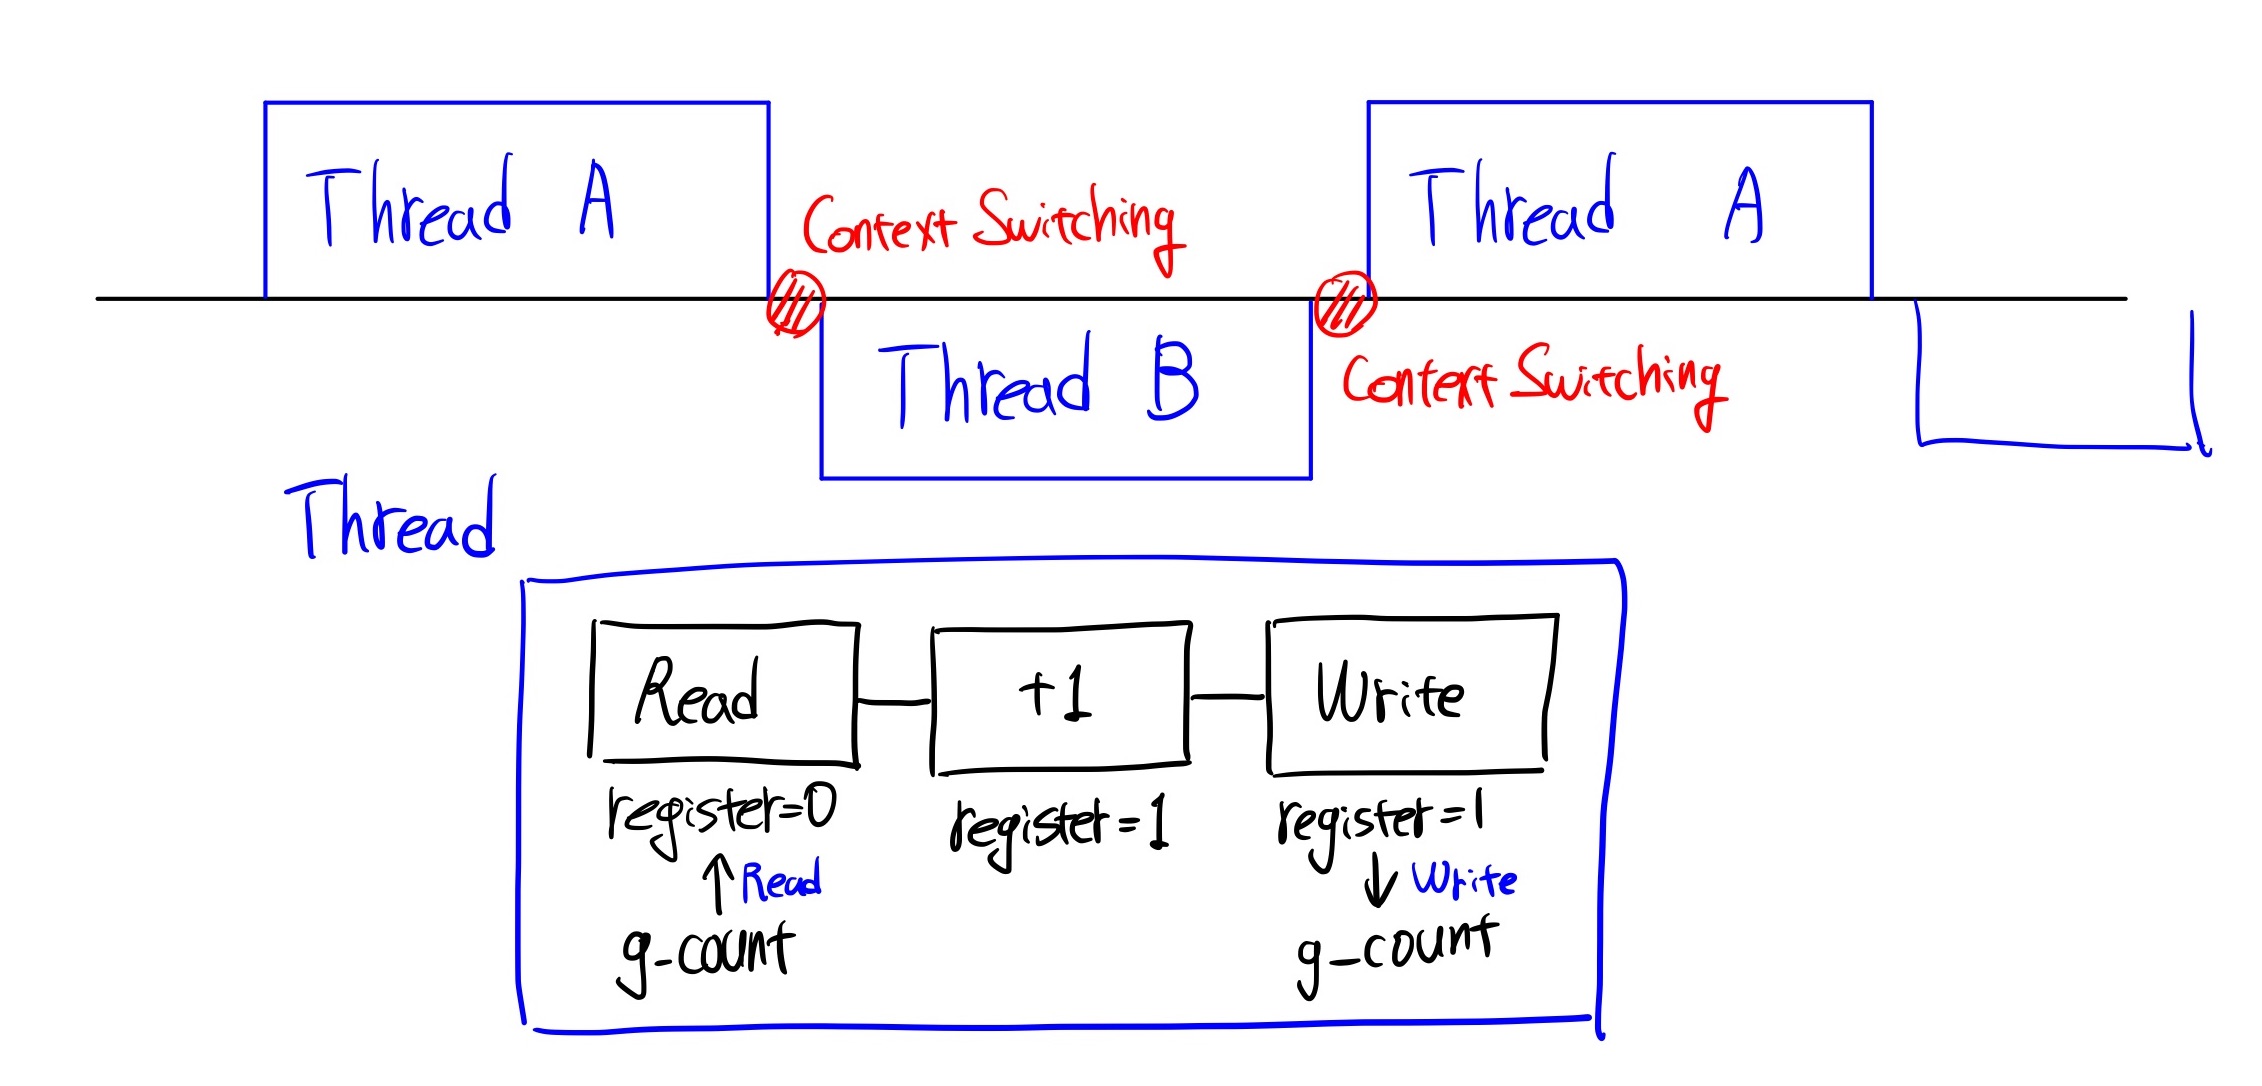 Thread A
Context Switching
Thread A
Thread B
Context Switching
Thread
Read
+1
Write
register=0
register=1
register=1
Read
Write
g-count
g-count